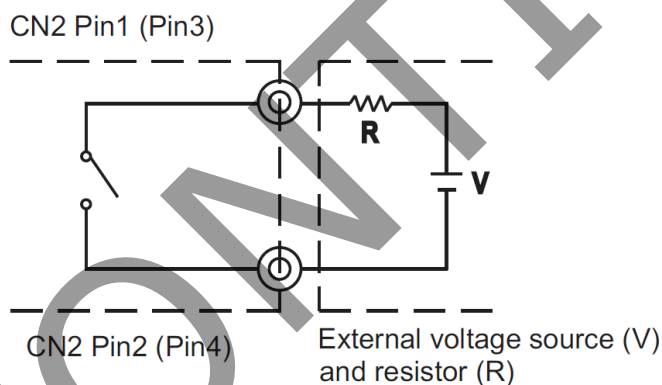 CN2 Pin1 (Pin3)
R
V
CN2 Pin2 (Pin4)
External voltage source (V)
and resistor (R)